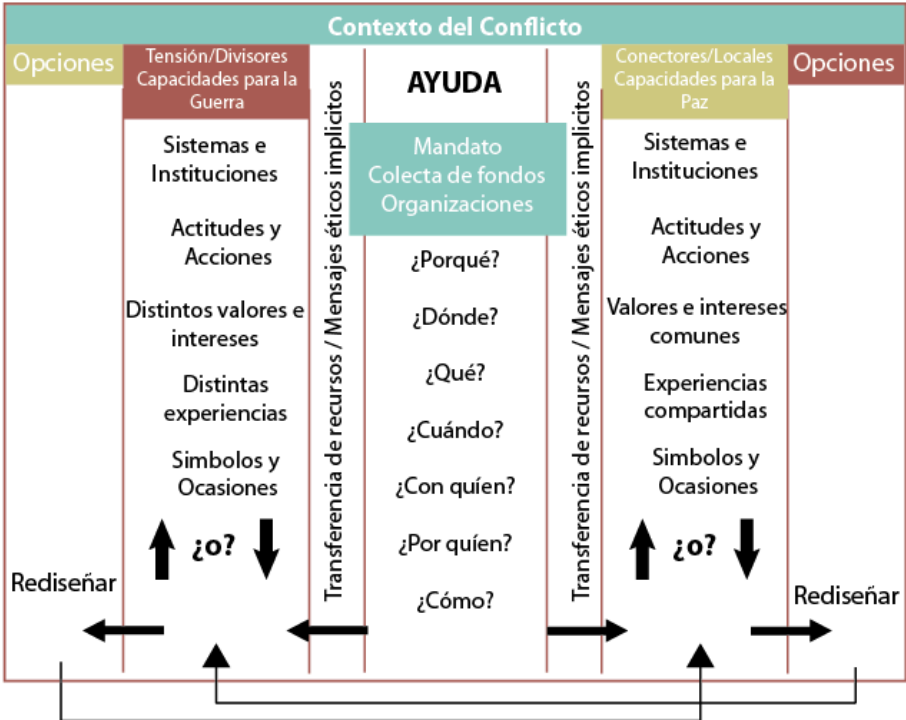 Contexto del Conflicto
Opciones
Tensión/Divisores
Capacidades para la
Guerra
Sistemas e
Instituciones
Actitudes y
Acciones
Distintos valores e
intereses
Distintas
experiencias
Simbolos y
Ocasiones
¿o?
Rediseñar
Transferencia de recursos / Mensajes éticos implicitos
AYUDA
Mandato
Colecta de fondos
Organizaciones
¿Porqué?
¿Dónde?
¿Qué?
¿Cuándo?
¿Con quíen?
¿Por quíen?
¿Cómo?
Transferencia de recursos / Mensajes éticos implicitos
Conectores/Locales
Capacidades para la
Paz
Sistemas e
Instituciones
Actitudes y
Acciones
Valores e intereses
comunes
Experiencias
compartidas
Simbolos y
Ocasiones
¿o?
Opciones
Rediseñar